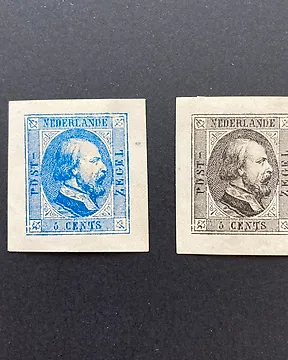 NEDERLANDE
POST-
ZEGEL
5 CENTS
NEDERLANDE
POST-
ZEGEL
5 CENTS